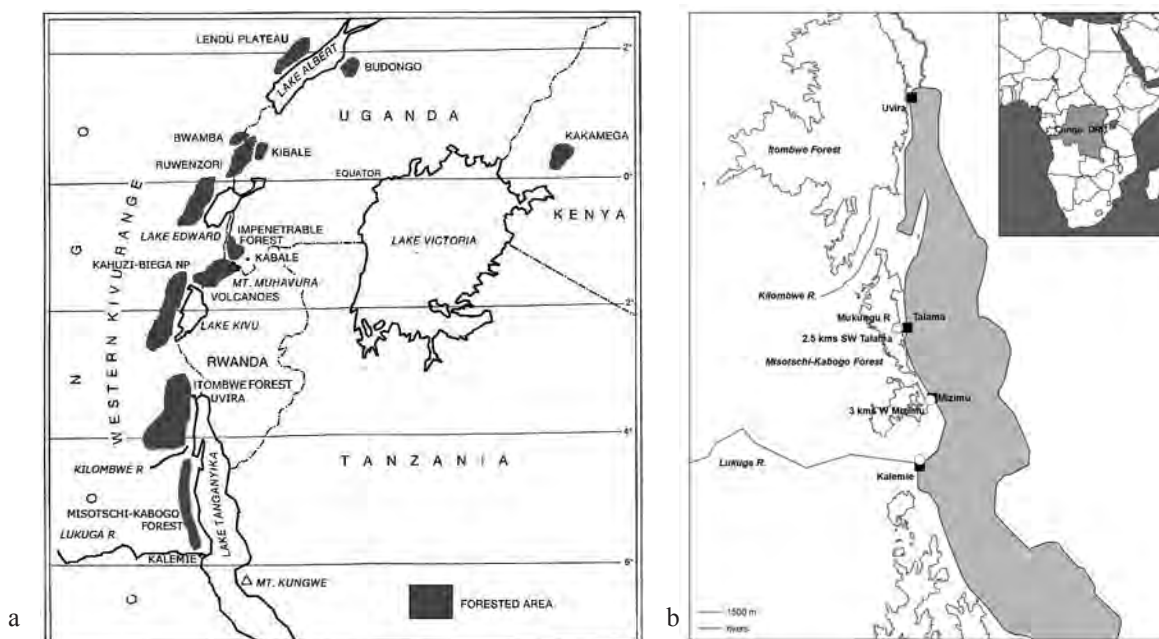 LENDU PLATEAU
2°
LAKE ALBERT
BUDONGO
UGANDA
BWAMBA
KAKAMEGA
KIBALE
RUWENZORI
EQUATOR
0°
KENYA
LAKE EDWARD
IMPENETRABLE
FOREST
LAKE VICTORIA
KABALE
KAHUZI-BIEGA NP
MT. MUHAVURA
VOLCANOES
2°
LAKE KIVU
WESTERN KIVU RANGE
RWANDA
ITOMBWE FOREST
UVIRA
4°
TANZANIA
KILOMBWE R
MISOTSCHI-KABOGO
FOREST
LAKE TANGANYIKA
LUKUGA R
KALEMIE
6°
MT. KUNGWE
FORESTED AREA
CONGO
a
Uvira
Congo DRC
Itombwe Forest
Kilombwe R.
Mukungu R
Talama
2.5 kms SW Talama
Misotschi-Kabogo Forest
Mizimu
3 kms W Mizimu
Lukuga R.
Kalemie
1500 m
rivers
b